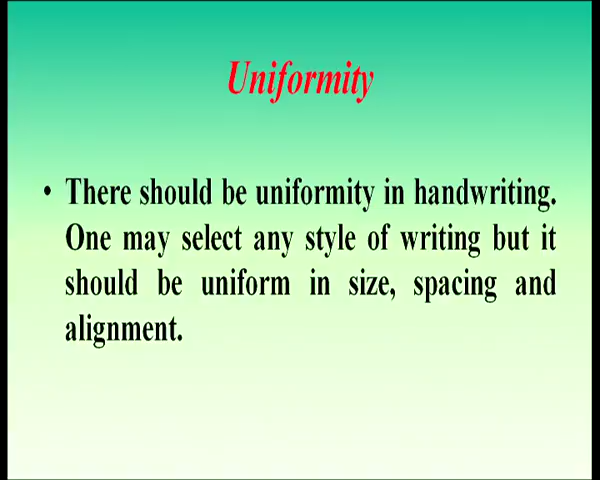 Uniformity
• There should be uniformity in handwriting.
One may select any style of writing but it
should be uniform in size, spacing and
alignment.